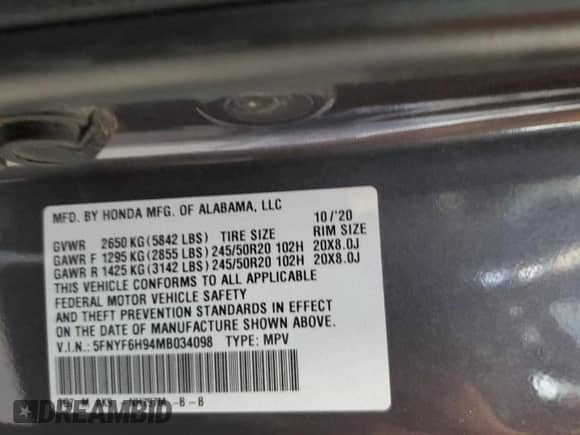 MFD. BY HONDA MFG. OF ALABAMA, LLC 10/'20
GVWR 2650 KG (5842 LBS) TIRE SIZE RIM SIZE
GAWR F 1295 KG (2855 LBS) 245/50R20 102H 20X8.0J
GAWR R 1425 KG (3142 LBS) 245/50R20 102H 20X8.0J
THIS VEHICLE CONFORMS TO ALL APPLICABLE
FEDERAL MOTOR VEHICLE SAFETY
AND THEFT PREVENTION STANDARDS IN EFFECT
ON THE DATE OF MANUFACTURE SHOWN ABOVE.
V.I.N.: 5FNYF6H94MB034098 TYPE: MPV
NH797M -B -B
autohelperbot.com